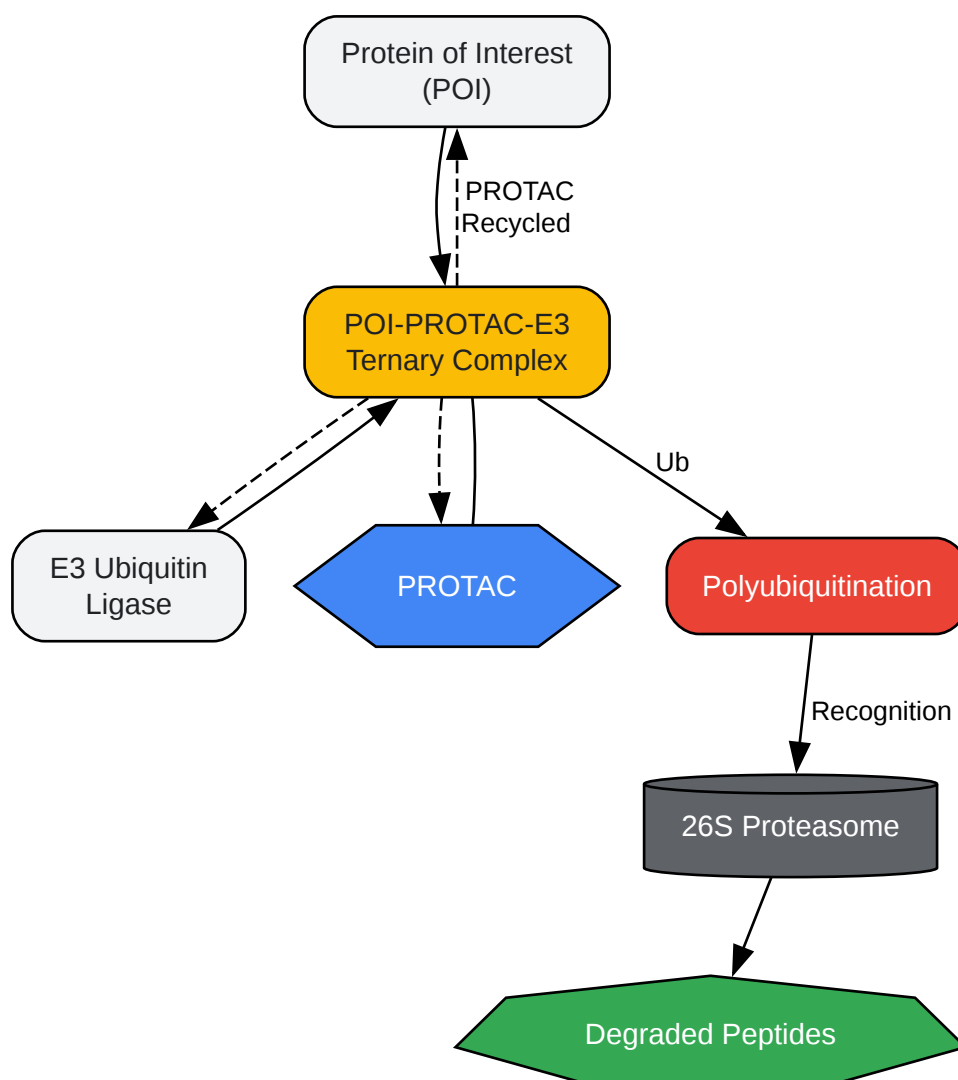 Protein of Interest
(POI)
PROTAC
Recycled
POI-PROTAC-E3
Ternary Complex
Ub
E3 Ubiquitin
Ligase
PROTAC
Polyubiquitination
Recognition
26S Proteasome
Degraded Peptides